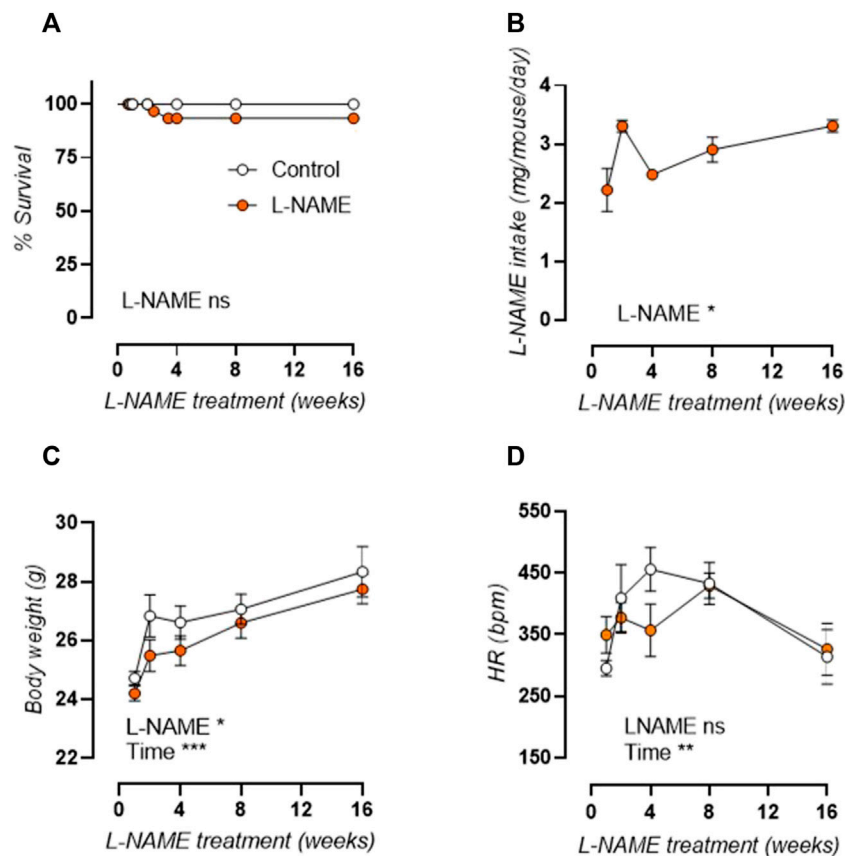 A
% Survival
100
75
50
25
0
Control
L-NAME
L-NAME ns
0 4 8 12 16
L-NAME treatment (weeks)
B
L-NAME intake (mg/mouse/day)
4
3
2
1
0
L-NAME *
0 4 8 12 16
L-NAME treatment (weeks)
C
Body weight (g)
30
28
26
24
22
L-NAME *
Time ***
0 4 8 12 16
L-NAME treatment (weeks)
D
HR (bpm)
550
450
350
250
150
LNAME ns
Time **
0 4 8 12 16
L-NAME treatment (weeks)